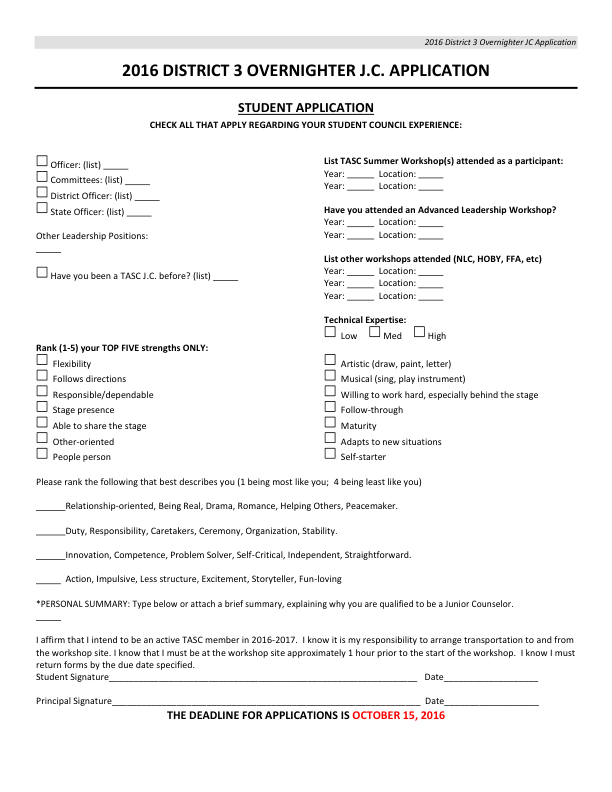 2016 District 3 Overnighter JC Application
2016 DISTRICT 3 OVERNIGHTER J.C. APPLICATION
STUDENT APPLICATION
CHECK ALL THAT APPLY REGARDING YOUR STUDENT COUNCIL EXPERIENCE:
Officer: (list) _____
Committees: (list) _____
District Officer: (list) _____
State Officer: (list) _____
Other Leadership Positions:
_____
Have you been a TASC J.C. before? (list) _____
List TASC Summer Workshop(s) attended as a participant:
Year: _____ Location: _____
Year: _____ Location: _____
Have you attended an Advanced Leadership Workshop?
Year: _____ Location: _____
Year: _____ Location: _____
List other workshops attended (NLC, HOBY, FFA, etc)
Year: _____ Location: _____
Year: _____ Location: _____
Year: _____ Location: _____
Technical Expertise:
Low Med High
Rank (1-5) your TOP FIVE strengths ONLY:
Flexibility
Follows directions
Responsible/dependable
Stage presence
Able to share the stage
Other-oriented
People person
Artistic (draw, paint, letter)
Musical (sing, play instrument)
Willing to work hard, especially behind the stage
Follow-through
Maturity
Adapts to new situations
Self-starter
Please rank the following that best describes you (1 being most like you; 4 being least like you)
______Relationship-oriented, Being Real, Drama, Romance, Helping Others, Peacemaker.
______Duty, Responsibility, Caretakers, Ceremony, Organization, Stability.
______Innovation, Competence, Problem Solver, Self-Critical, Independent, Straightforward.
_____ Action, Impulsive, Less structure, Excitement, Storyteller, Fun-loving
*PERSONAL SUMMARY: Type below or attach a brief summary, explaining why you are qualified to be a Junior Counselor.
_____
I affirm that I intend to be an active TASC member in 2016-2017. I know it is my responsibility to arrange transportation to and from
the workshop site. I know that I must be at the workshop site approximately 1 hour prior to the start of the workshop. I know I must
return forms by the due date specified.
Student Signature______________________________ Date___________________
Principal Signature______________________________ Date___________________
THE DEADLINE FOR APPLICATIONS IS OCTOBER 15, 2016